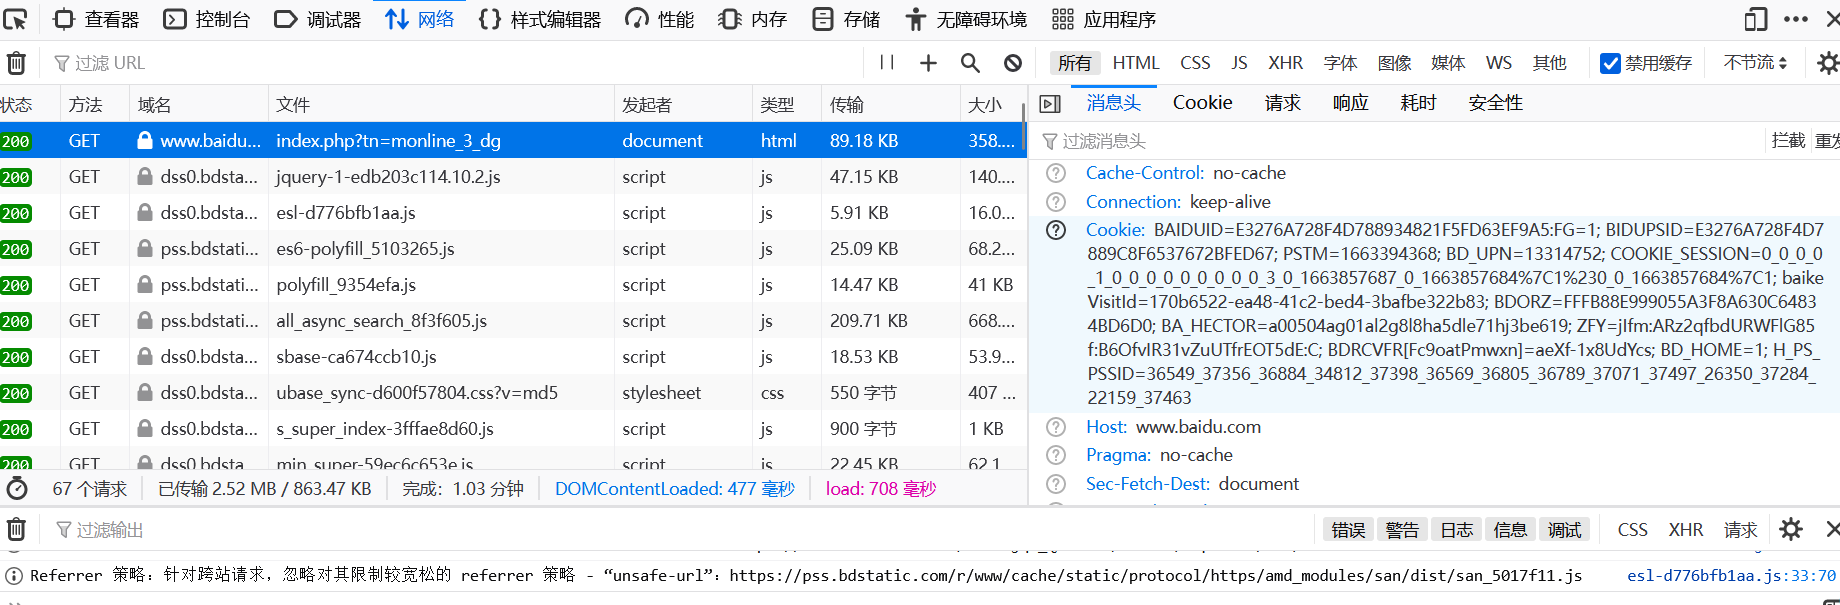 查看器 控制台 调试器 网络 样式编辑器 性能 内存 存储 无障碍环境 应用程序
过滤 URL 所有 HTML CSS JS XHR 字体 图像 媒体 WS 其他 禁用缓存 不节流
状态 方法 域名 文件 发起者 类型 传输 大小
200 GET www.baidu... index.php?tn=monline_3_dg document html 89.18 KB 358....
200 GET dss0.bdsta... jquery-1-edb203c114.10.2.js script js 47.15 KB 140....
200 GET dss0.bdsta... esl-d776bfb1aa.js script js 5.91 KB 16.0...
200 GET pss.bdstati... es6-polyfill_5103265.js script js 25.09 KB 68.2...
200 GET pss.bdstati... polyfill_9354efa.js script js 14.47 KB 41 KB
200 GET pss.bdstati... all_async_search_8f3f605.js script js 209.71 KB 668....
200 GET dss0.bdsta... sbase-ca674ccb10.js script js 18.53 KB 53.9...
200 GET dss0.bdsta... ubase_sync-d600f57804.css?v=md5 stylesheet css 550 字节 407 ...
200 GET dss0.bdsta... s_super_index-3fffae8d60.js script js 900 字节 1 KB
200 GET dss0.bdsta... min_super-59ec6c653e.js script js 22.45 KB 62.1...
67 个请求 已传输 2.52 MB / 863.47 KB 完成：1.03 分钟 DOMContentLoaded: 477 毫秒 load: 708 毫秒
消息头 Cookie 请求 响应 耗时 安全性
过滤消息头 拦截 重发
Cache-Control: no-cache
Connection: keep-alive
Cookie: BAIDUID=E3276A728F4D788934821F5FD63EF9A5:FG=1; BIDUPSID=E3276A728F4D7
889C8F6537672BFED67; PSTM=1663394368; BD_UPN=13314752; COOKIE_SESSION=0_0_0_0
_1_0_0_0_0_0_0_0_0_3_0_1663857687_0_1663857684%7C1%230_0_1663857684%7C1; baike
VisitId=170b6522-ea48-41c2-bed4-3bafbe322b83; BDORZ=FFFB88E999055A3F8A630C6483
4BD6D0; BA_HECTOR=a00504ag01al2g8l8ha5dle71hj3be619; ZFY=jIfm:ARz2qfbdURWFlG85
f:B6OfvIR31vZuUTfrEOT5dE:C; BDRCVFR[Fc9oatPmwxn]=aeXf-1x8UdYcs; BD_HOME=1; H_PS_
PSSID=36549_37356_36884_34812_37398_36569_36805_36789_37071_37497_26350_37284_
22159_37463
Host: www.baidu.com
Pragma: no-cache
Sec-Fetch-Dest: document
过滤输出 错误 警告 日志 信息 调试 CSS XHR 请求
Referrer 策略：针对跨站请求，忽略对其限制较宽松的 referrer 策略 - “unsafe-url”：https://pss.bdstatic.com/r/www/cache/static/protocol/https/amd_modules/san/dist/san_5017f11.js esl-d776bfb1aa.js:33:70